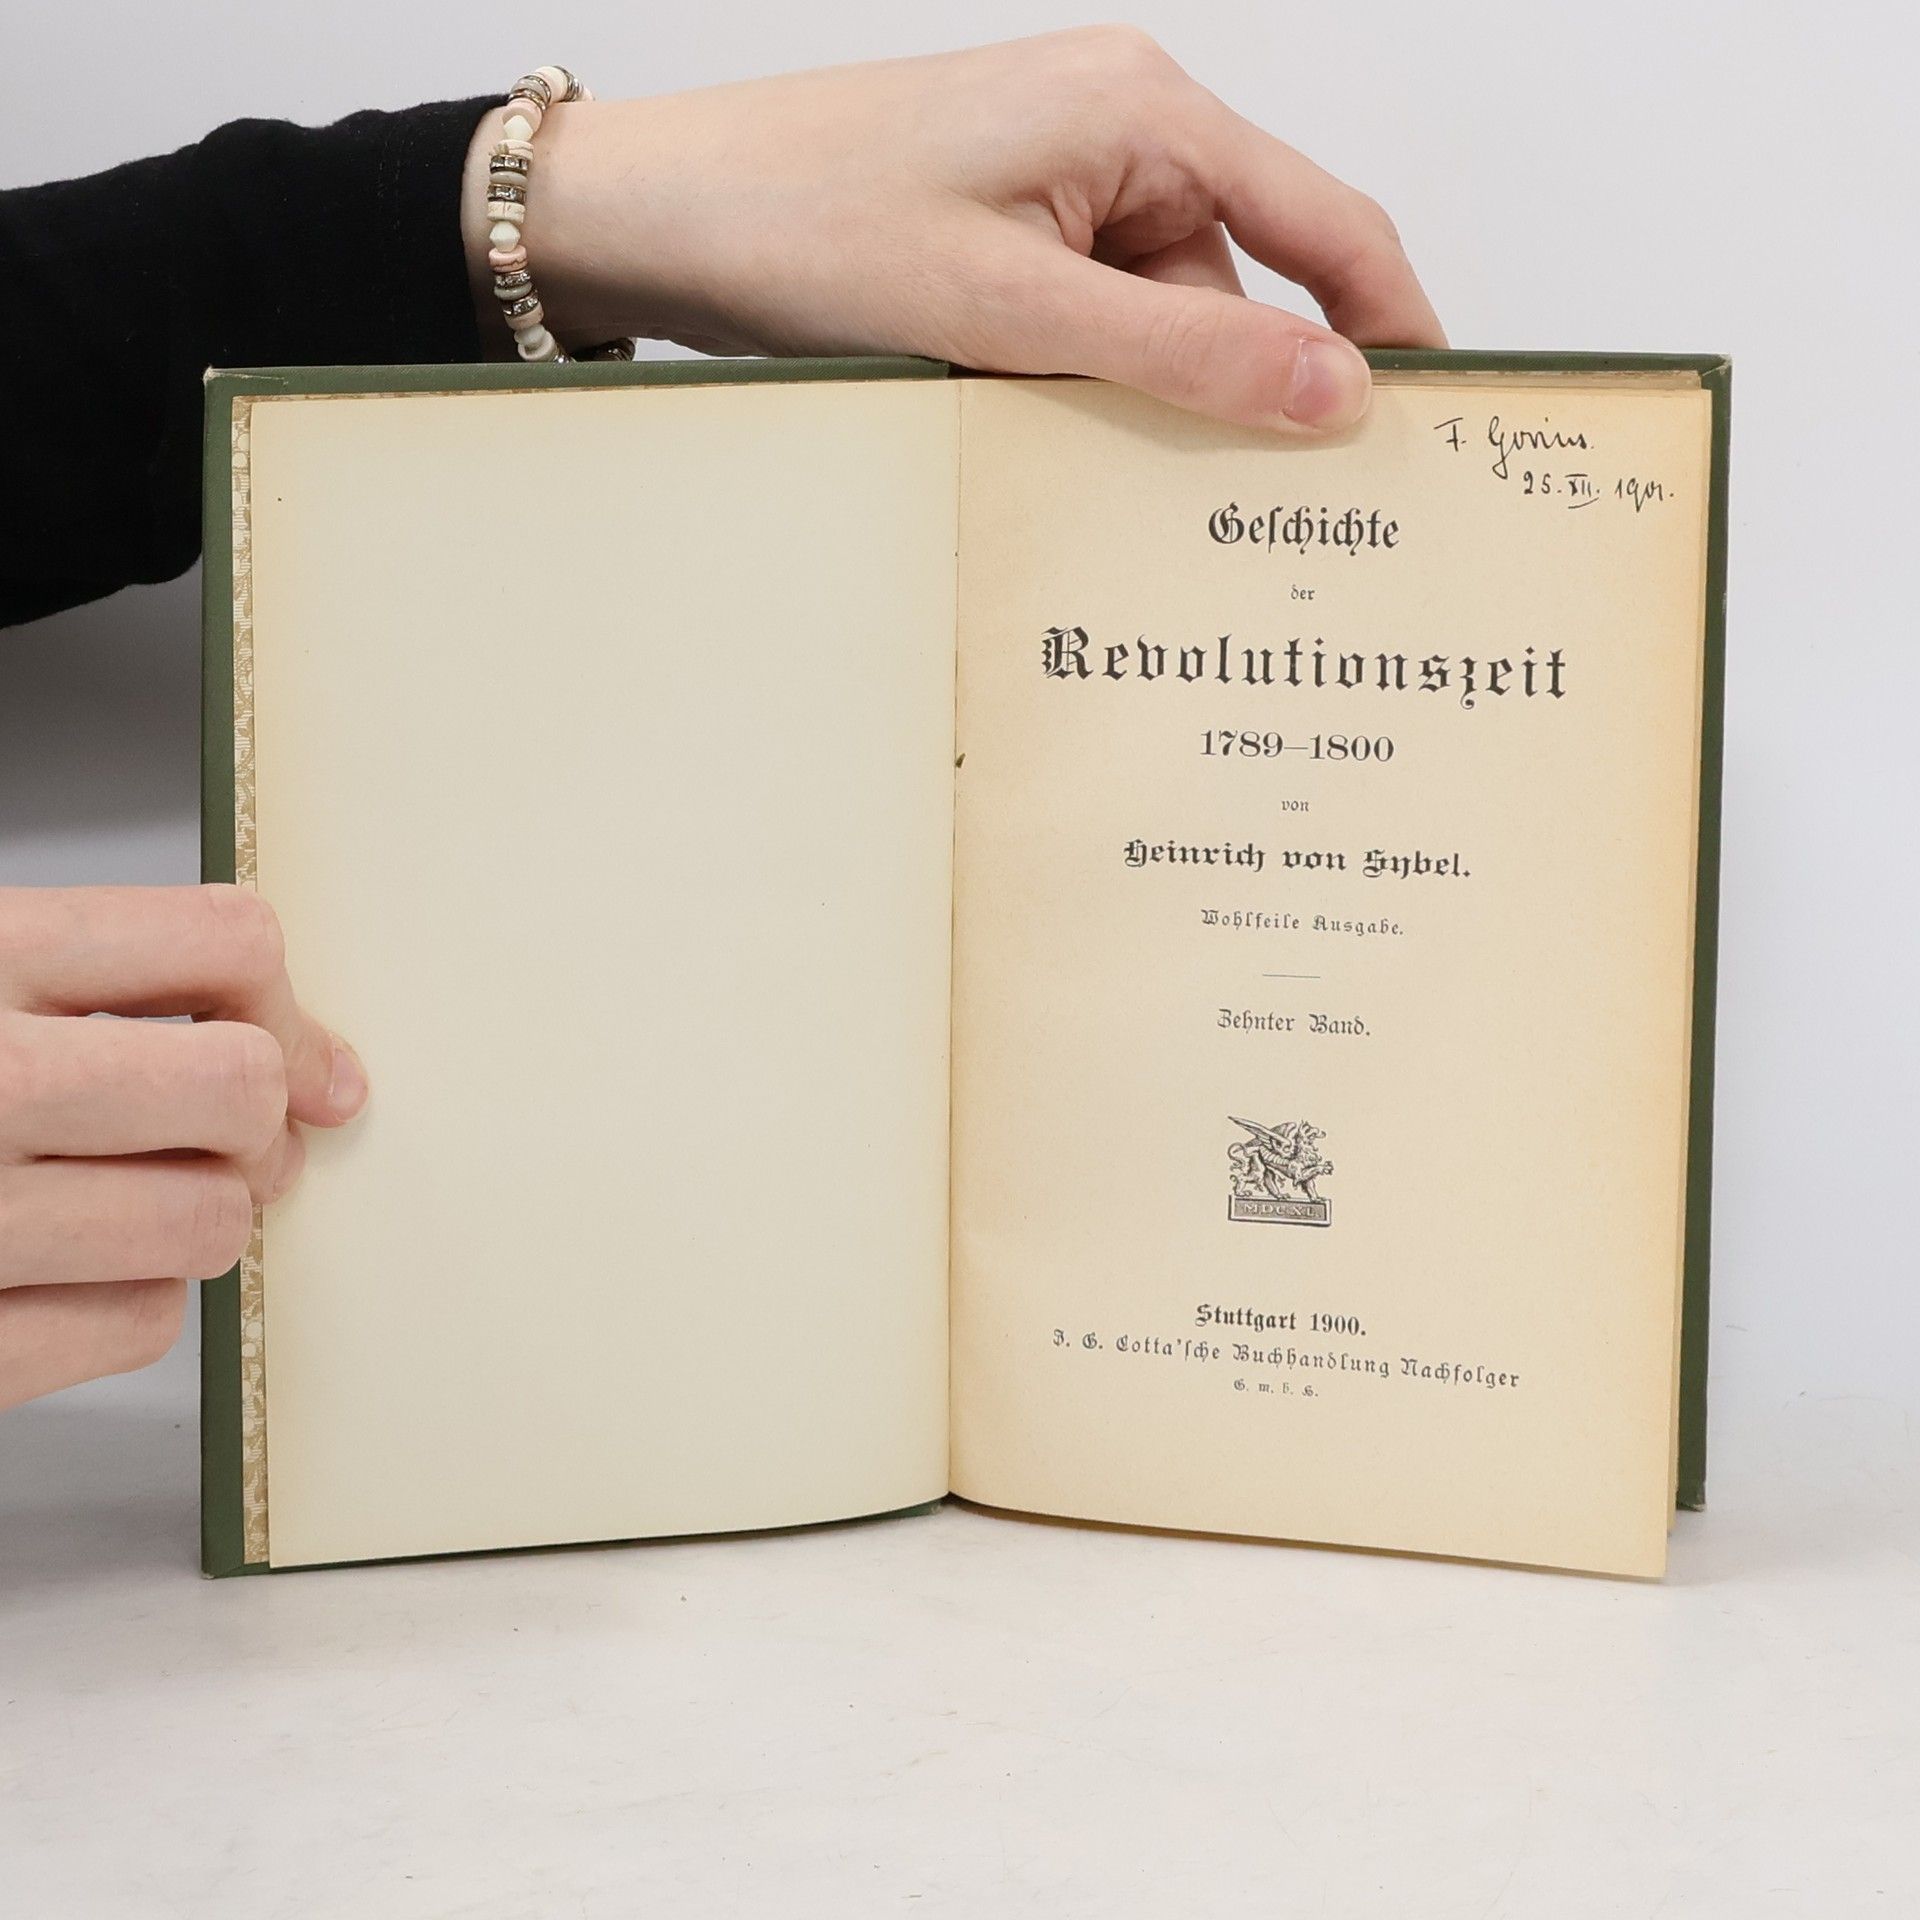 F. Gorius.
25. XII. 1901.
Geſchichte
der
Revolutionszeit
1789–1800
von
Heinrich von Sybel.
Wohlfeile Ausgabe.
Zehnter Band.
MDCXL
Stuttgart 1900.
J. G. Cotta'ſche Buchhandlung Nachfolger
G. m. b. H.